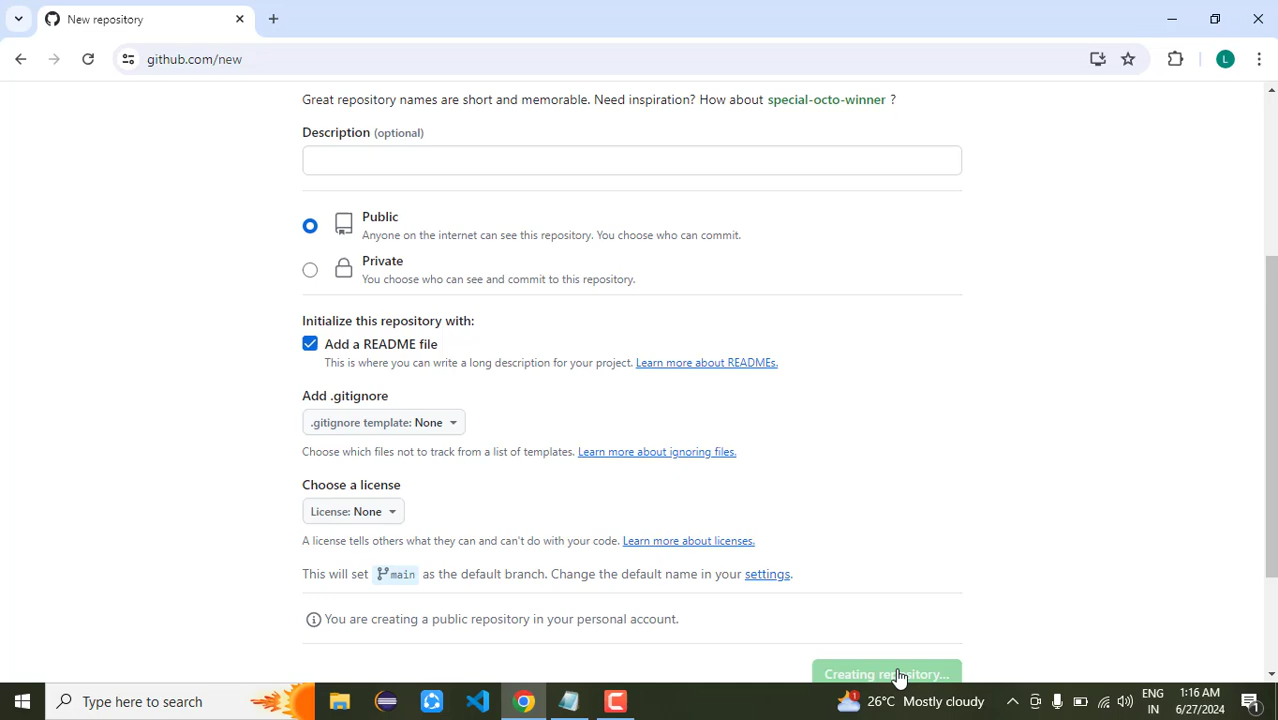 New repository
github.com/new
L
Great repository names are short and memorable. Need inspiration? How about special-octo-winner ?
Description (optional)
Public
Anyone on the internet can see this repository. You choose who can commit.
Private
You choose who can see and commit to this repository.
Initialize this repository with:
Add a README file
This is where you can write a long description for your project. Learn more about READMEs.
Add .gitignore
.gitignore template: None
Choose which files not to track from a list of templates. Learn more about ignoring files.
Choose a license
License: None
A license tells others what they can and can't do with your code. Learn more about licenses.
This will set main as the default branch. Change the default name in your settings.
You are creating a public repository in your personal account.
Creating repository...
Type here to search
1
26°C Mostly cloudy
ENG
IN
1:16 AM
6/27/2024
1